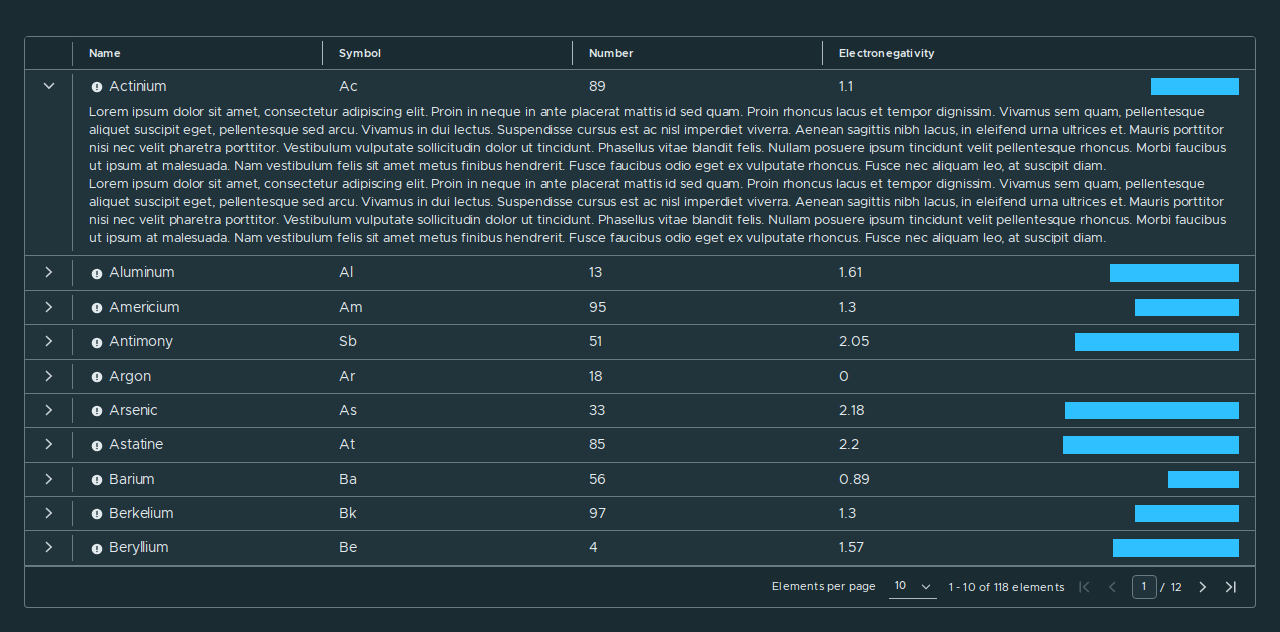 Name Symbol Number Electronegativity
Actinium Ac 89 1.1
Lorem ipsum dolor sit amet, consectetur adipiscing elit. Proin in neque in ante placerat mattis id sed quam. Proin rhoncus lacus et tempor dignissim. Vivamus sem quam, pellentesque
aliquet suscipit eget, pellentesque sed arcu. Vivamus in dui lectus. Suspendisse cursus est ac nisl imperdiet viverra. Aenean sagittis nibh lacus, in eleifend urna ultrices et. Mauris porttitor
nisi nec velit pharetra porttitor. Vestibulum vulputate sollicitudin dolor ut tincidunt. Phasellus vitae blandit felis. Nullam posuere ipsum tincidunt velit pellentesque rhoncus. Morbi faucibus
ut ipsum at malesuada. Nam vestibulum felis sit amet metus finibus hendrerit. Fusce faucibus odio eget ex vulputate rhoncus. Fusce nec aliquam leo, at suscipit diam.
Lorem ipsum dolor sit amet, consectetur adipiscing elit. Proin in neque in ante placerat mattis id sed quam. Proin rhoncus lacus et tempor dignissim. Vivamus sem quam, pellentesque
aliquet suscipit eget, pellentesque sed arcu. Vivamus in dui lectus. Suspendisse cursus est ac nisl imperdiet viverra. Aenean sagittis nibh lacus, in eleifend urna ultrices et. Mauris porttitor
nisi nec velit pharetra porttitor. Vestibulum vulputate sollicitudin dolor ut tincidunt. Phasellus vitae blandit felis. Nullam posuere ipsum tincidunt velit pellentesque rhoncus. Morbi faucibus
ut ipsum at malesuada. Nam vestibulum felis sit amet metus finibus hendrerit. Fusce faucibus odio eget ex vulputate rhoncus. Fusce nec aliquam leo, at suscipit diam.
Aluminum Al 13 1.61
Americium Am 95 1.3
Antimony Sb 51 2.05
Argon Ar 18 0
Arsenic As 33 2.18
Astatine At 85 2.2
Barium Ba 56 0.89
Berkelium Bk 97 1.3
Beryllium Be 4 1.57
Elements per page 10 1 - 10 of 118 elements 1 / 12